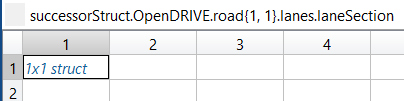 successorStruct.OpenDRIVE.road{1, 1}.lanes.laneSection
1 2 3 4
1 1x1 struct
2